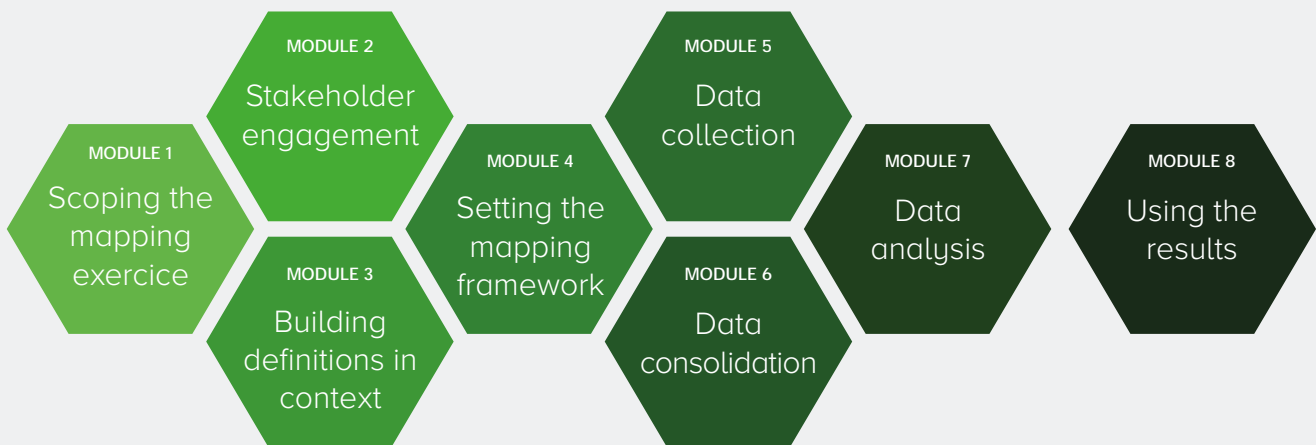 MODULE 1
Scoping the
mapping
exercice
MODULE 2
Stakeholder
engagement
MODULE 3
Building
definitions in
context
MODULE 4
Setting the
mapping
framework
MODULE 5
Data
collection
MODULE 6
Data
consolidation
MODULE 7
Data
analysis
MODULE 8
Using the
results